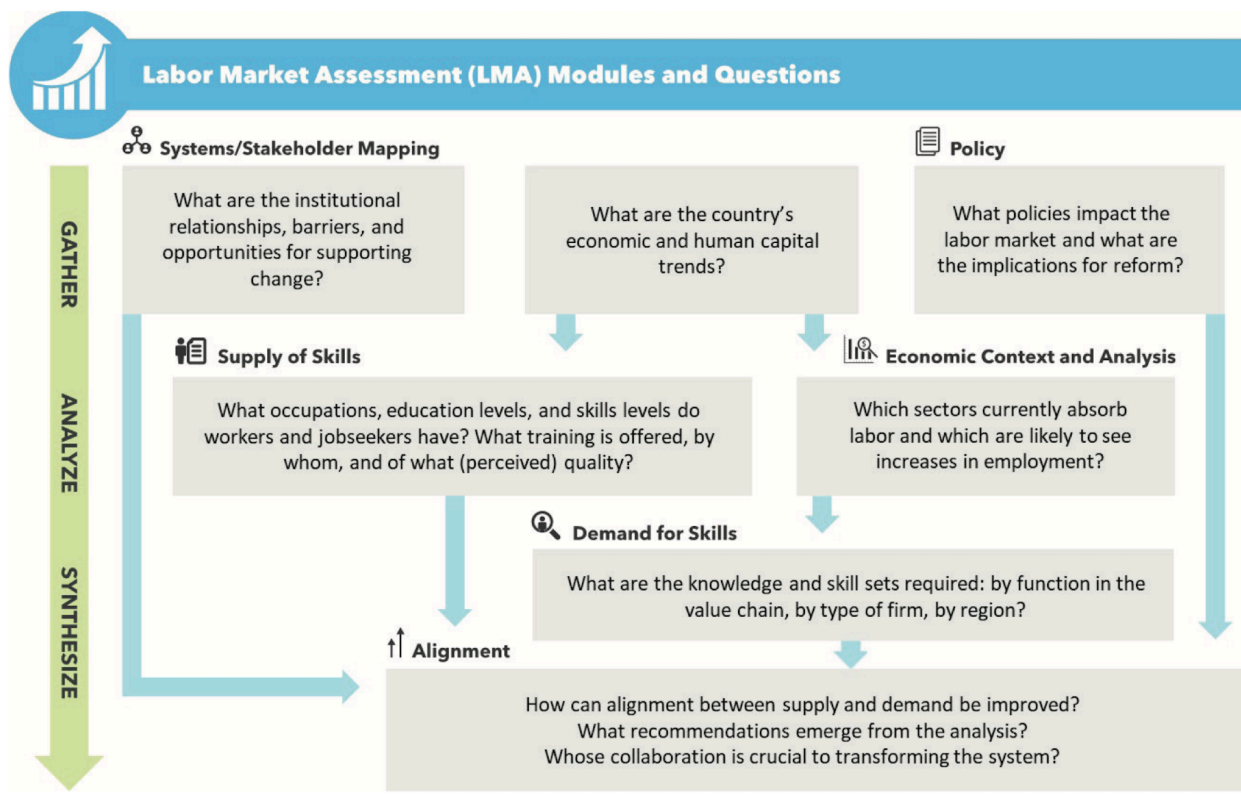 Labor Market Assessment (LMA) Modules and Questions
GATHER
ANALYZE
SYNTHESIZE
Systems/Stakeholder Mapping
What are the institutional
relationships, barriers, and
opportunities for supporting
change?
What are the country's
economic and human capital
trends?
Policy
What policies impact the
labor market and what are
the implications for reform?
Supply of Skills
What occupations, education levels, and skills levels do
workers and jobseekers have? What training is offered, by
whom, and of what (perceived) quality?
Economic Context and Analysis
Which sectors currently absorb
labor and which are likely to see
increases in employment?
Demand for Skills
What are the knowledge and skill sets required: by function in the
value chain, by type of firm, by region?
Alignment
How can alignment between supply and demand be improved?
What recommendations emerge from the analysis?
Whose collaboration is crucial to transforming the system?